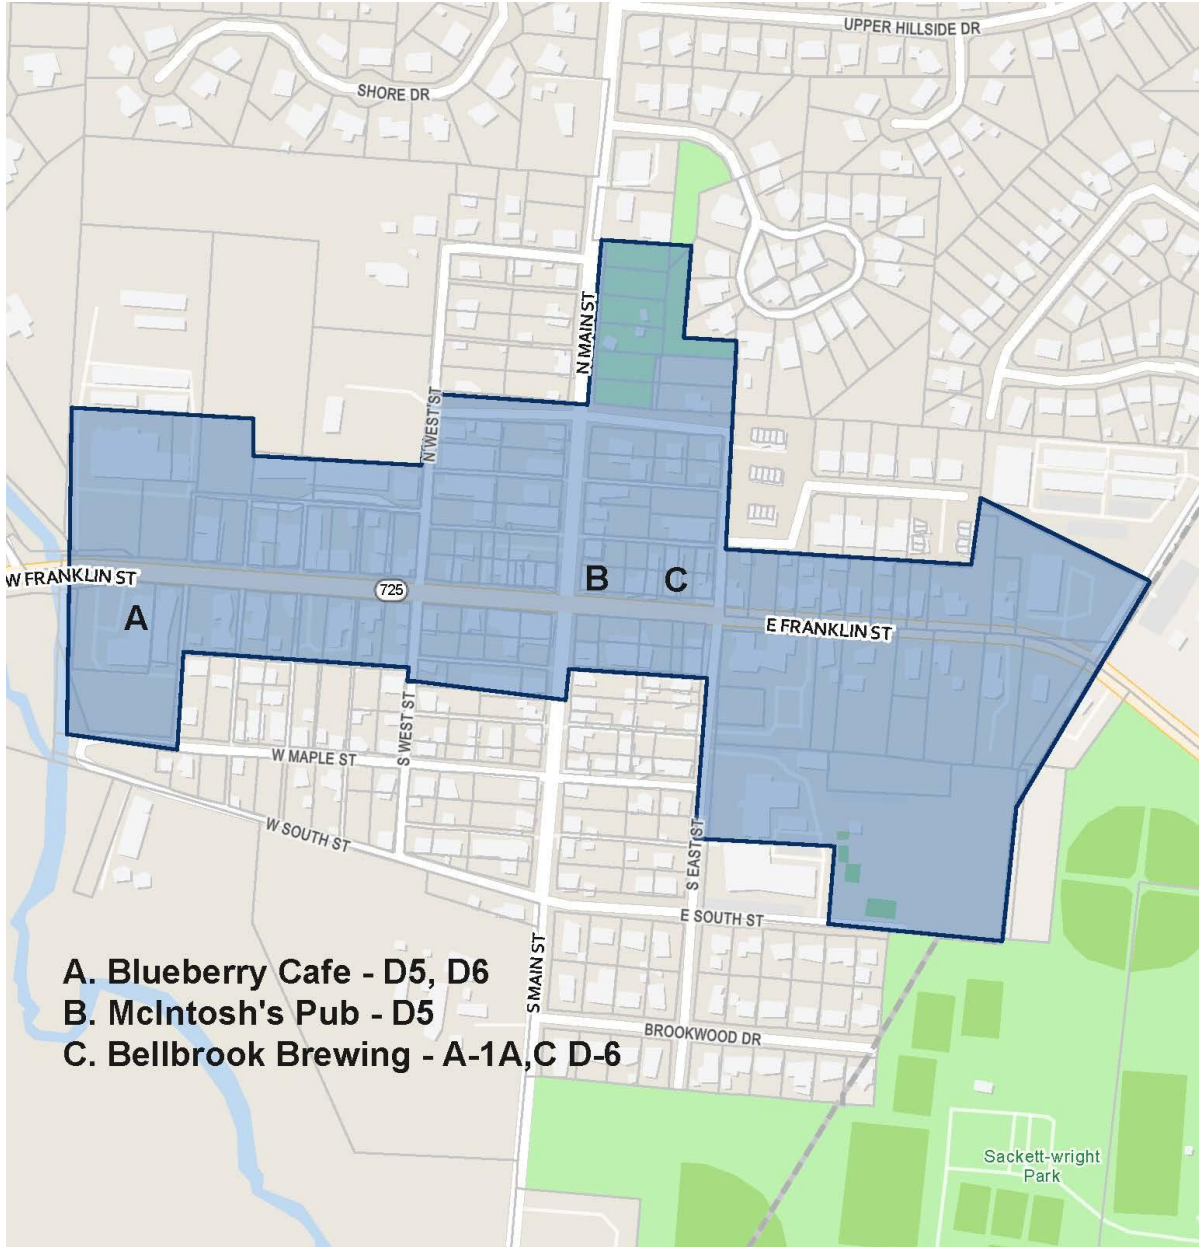 UPPER HILLSIDE DR
SHORE DR
N MAIN ST
N WEST ST
W FRANKLIN ST
725
A
B
C
E FRANKLIN ST
S WEST ST
W MAPLE ST
W SOUTH ST
S EAST ST
E SOUTH ST
S MAIN ST
BROOKWOOD DR
A. Blueberry Cafe - D5, D6
B. McIntosh's Pub - D5
C. Bellbrook Brewing - A-1A,C D-6
Sackett-wright
Park